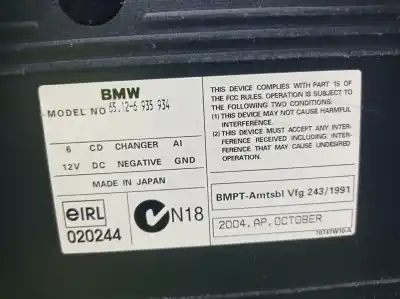 BMW
MODEL NO 65.12-6 935 934
6 CD CHANGER AI
12V DC NEGATIVE GND
MADE IN JAPAN
eIRL
020244
N18
THIS DEVICE COMPLIES WITH PART 15 OF
THE FCC RULES. OPERATION IS SUBJECT TO
THE FOLLOWING TWO CONDITIONS:
(1) THIS DEVICE MAY NOT CAUSE HARMFUL
INTERFERENCE.
(2) THIS DEVICE MUST ACCEPT ANY INTER-
FERENCE RECEIVED INCLUDING INTER-
FERENCE THAT MAY CAUSE UNDESIRED
OPERATION.
BMPT-Amtsbl Vfg 243/1991
2004.AP.OCTOBER